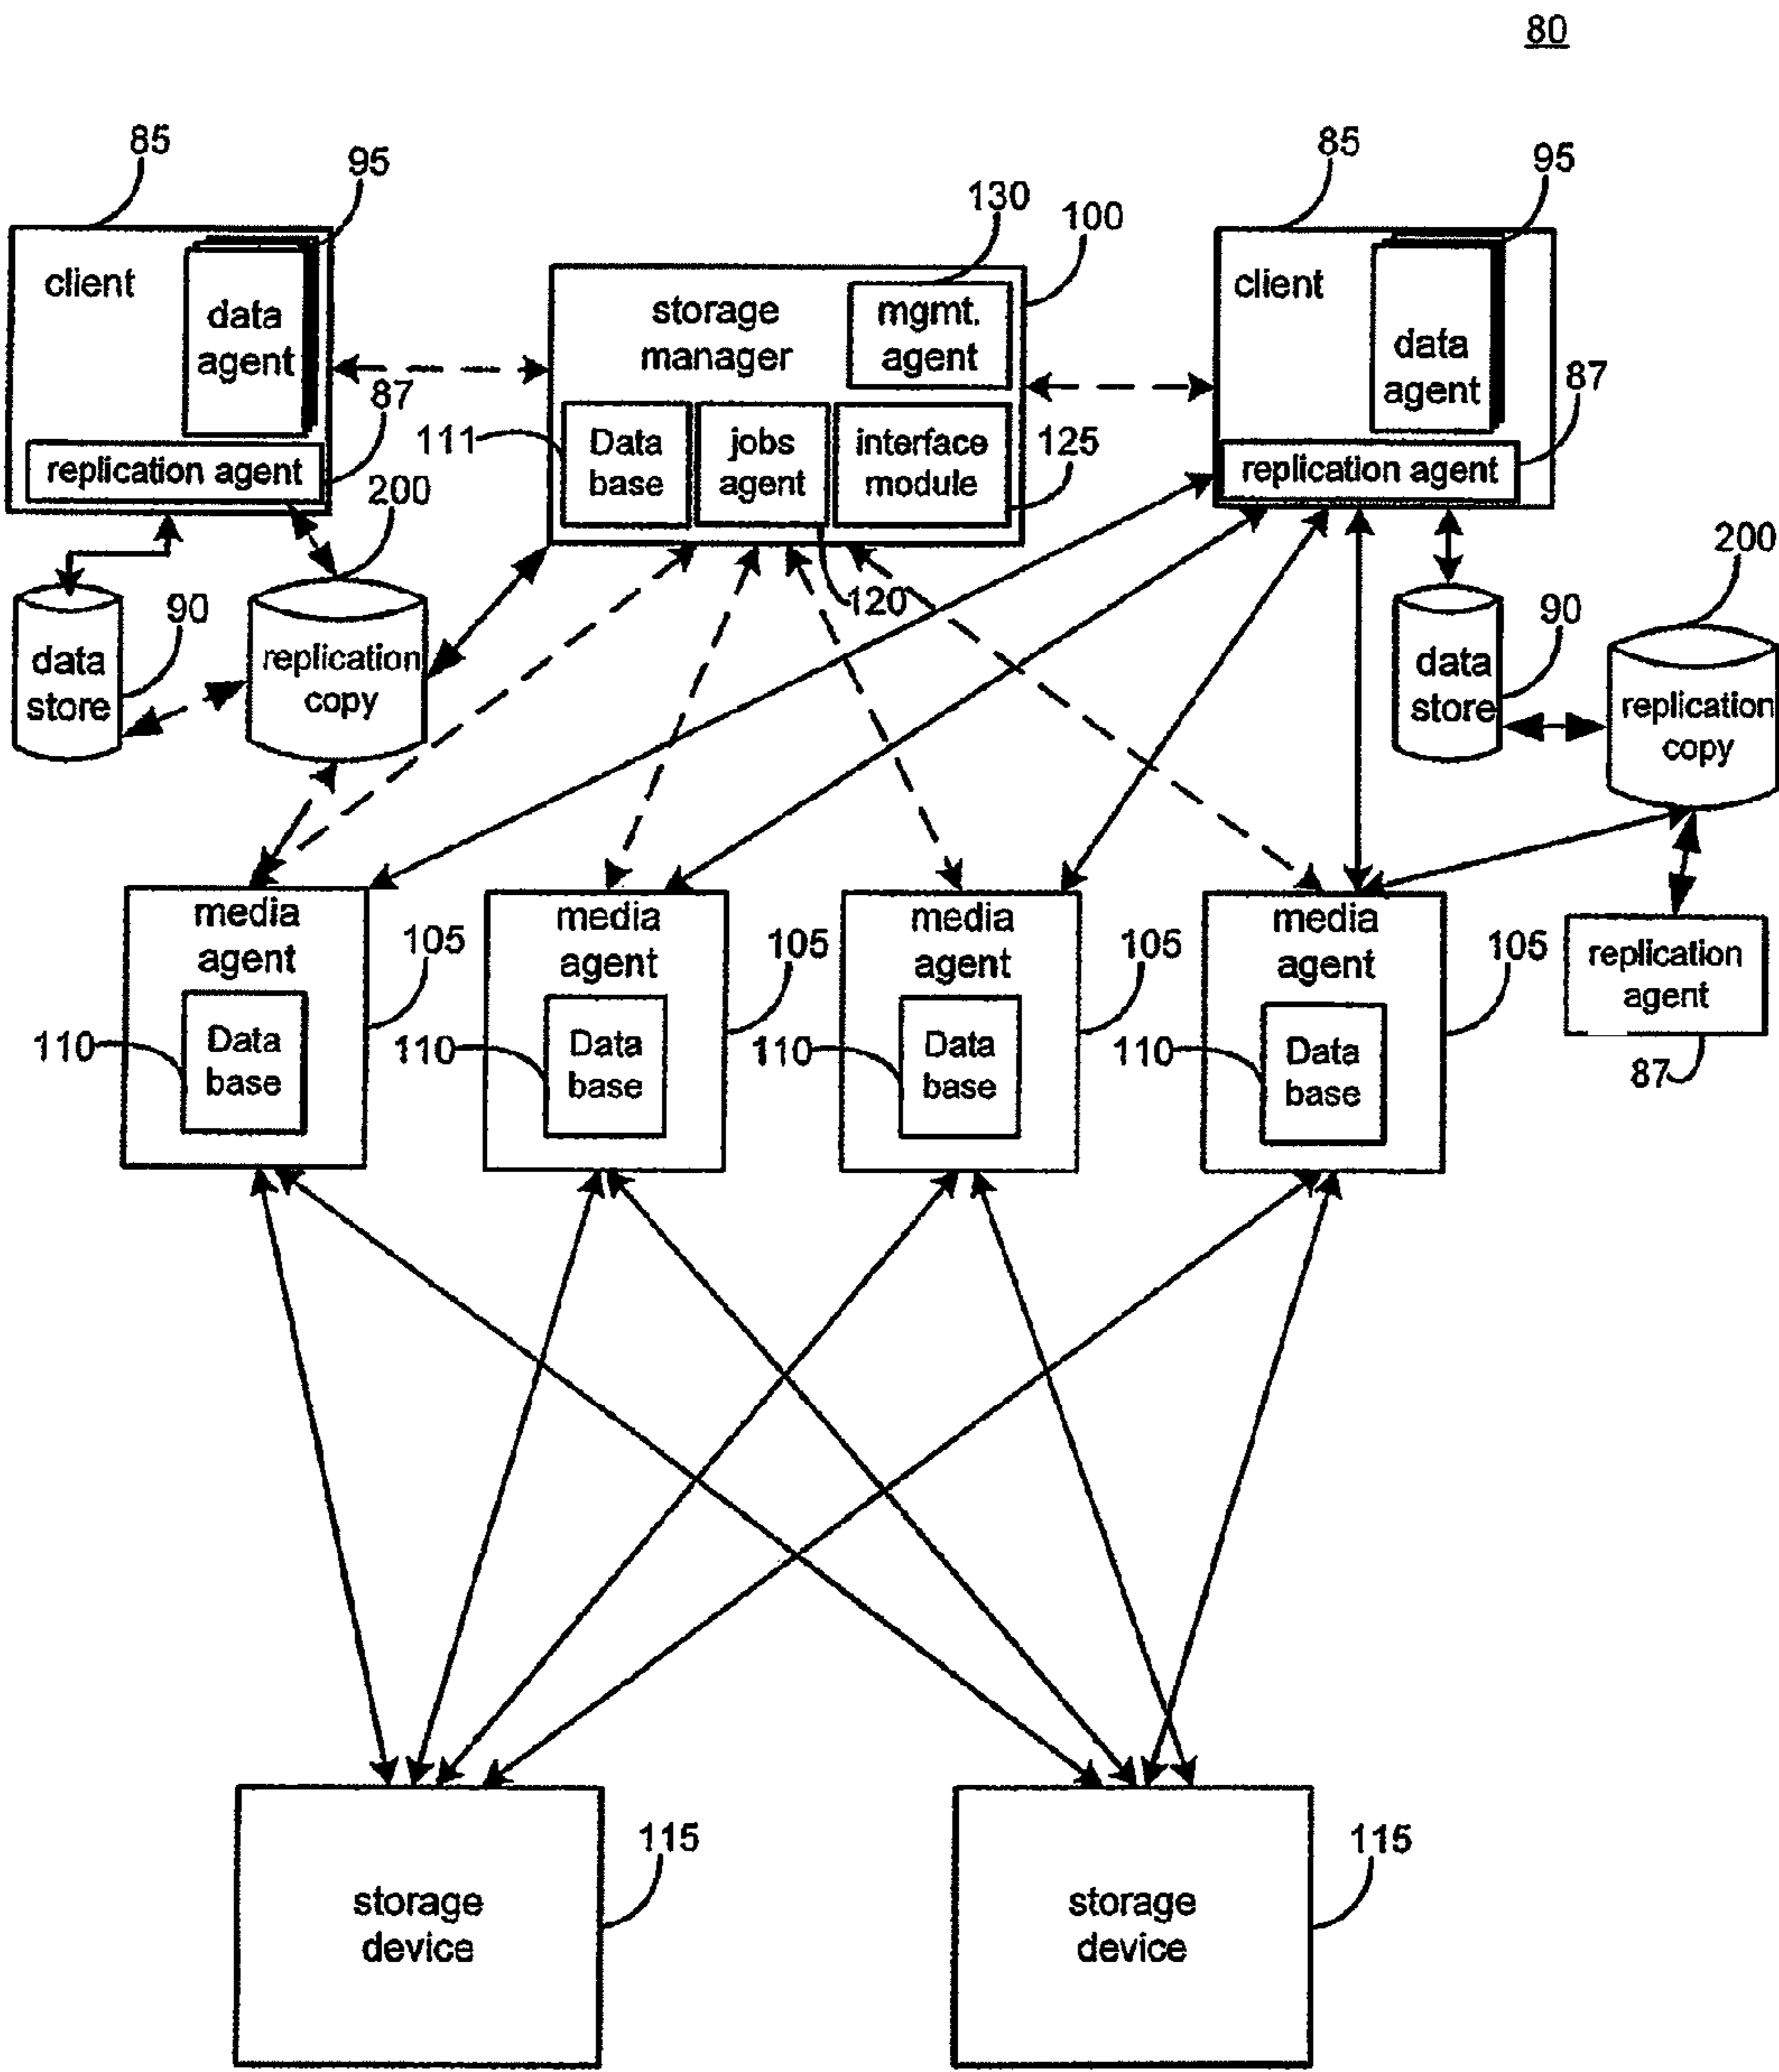 80
85
95
130
100
85
95
client
data
agent
storage
manager
mgmt.
agent
client
data
agent
87
87
111
Data
base
jobs
agent
interface
module
125
replication agent
replication agent
200
200
120
90
90
data
store
replication
copy
data
store
replication
copy
media
agent
105
media
agent
105
media
agent
105
media
agent
105
replication
agent
87
110
Data
base
110
Data
base
110
Data
base
110
Data
base
115
115
storage
device
storage
device